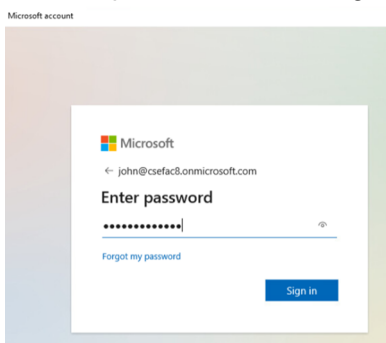 Microsoft account
Microsoft
← john@csefac8.onmicrosoft.com
Enter password
•••••••••••••
Forgot my password
Sign in